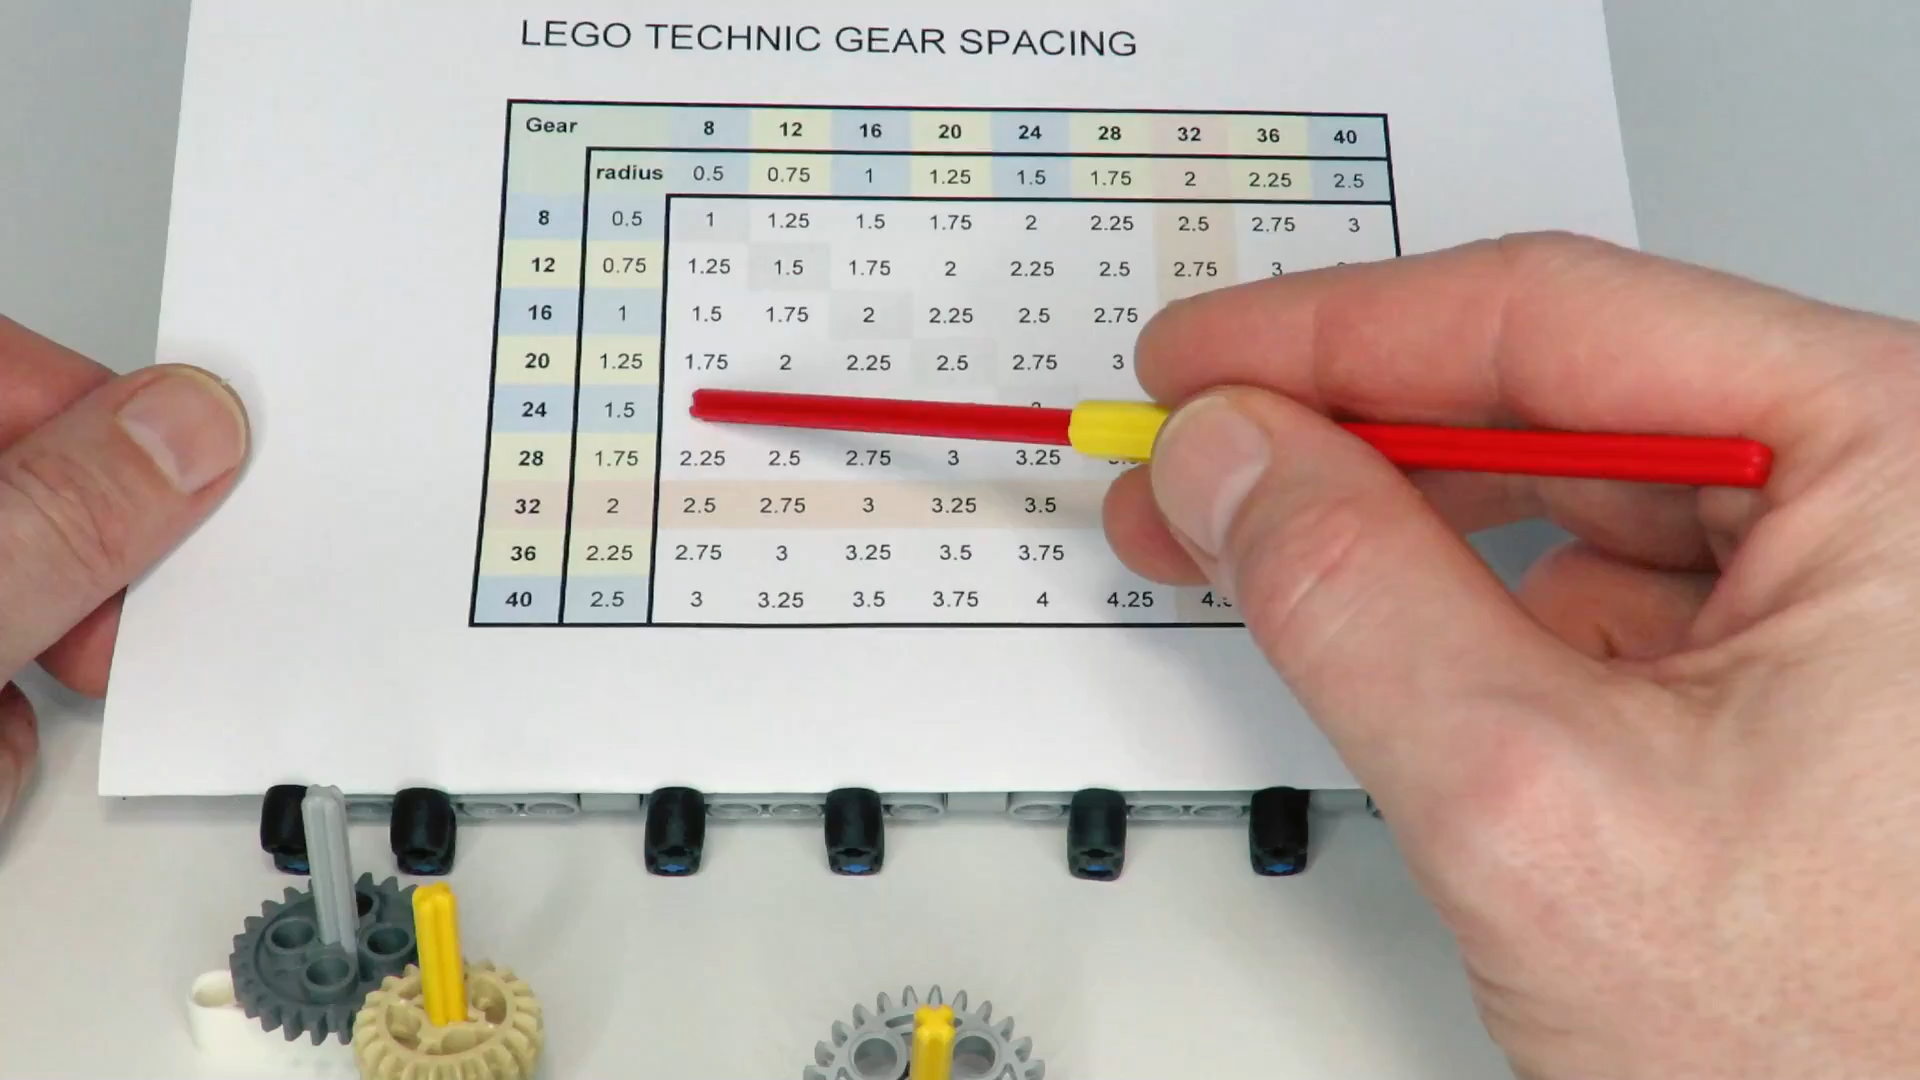 LEGO TECHNIC GEAR SPACING
Gear 8 12 16 20 24 28 32 36 40
radius 0.5 0.75 1 1.25 1.5 1.75 2 2.25 2.5
8 0.5 1 1.25 1.5 1.75 2 2.25 2.5 2.75 3
12 0.75 1.25 1.5 1.75 2 2.25 2.5 2.75 3
16 1 1.5 1.75 2 2.25 2.5 2.75
20 1.25 1.75 2 2.25 2.5 2.75 3
24 1.5
28 1.75 2.25 2.5 2.75 3 3.25
32 2 2.5 2.75 3 3.25 3.5
36 2.25 2.75 3 3.25 3.5 3.75
40 2.5 3 3.25 3.5 3.75 4 4.25